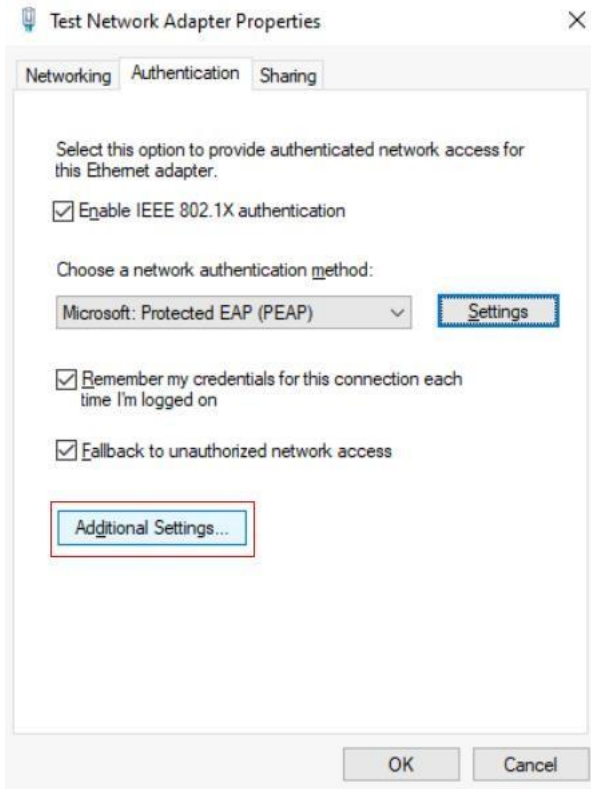 Test Network Adapter Properties
Networking Authentication Sharing
Select this option to provide authenticated network access for
this Ethernet adapter.
Enable IEEE 802.1X authentication
Choose a network authentication method:
Microsoft: Protected EAP (PEAP) Settings
Remember my credentials for this connection each
time I'm logged on
Fallback to unauthorized network access
Additional Settings...
OK Cancel